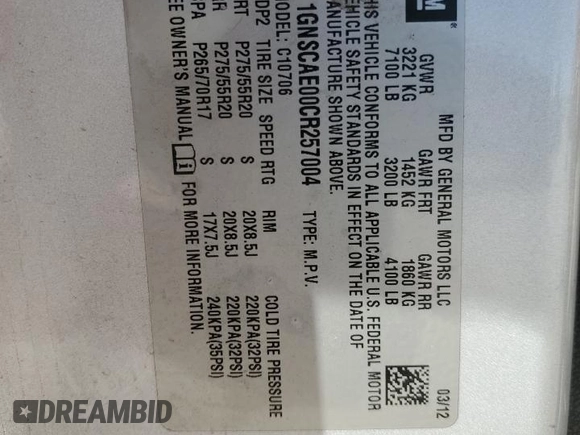 GM
MFD BY GENERAL MOTORS LLC
03/12
GVWR GAWR FRT GAWR RR
3221 KG 1452 KG 1860 KG
7100 LB 3200 LB 4100 LB
HIS VEHICLE CONFORMS TO ALL APPLICABLE U.S. FEDERAL MOTOR
EHICLE SAFETY STANDARDS IN EFFECT ON THE DATE OF
ANUFACTURE SHOWN ABOVE.
1GNSCAE00CR257004 TYPE: M.P.V.
MODEL: C10706
DP2 TIRE SIZE SPEED RTG RIM COLD TIRE PRESSURE
RT P275/55R20 S 20X8.5J 220KPA(32PSI)
R P275/55R20 S 20X8.5J 220KPA(32PSI)
PA P265/70R17 S 17X7.5J 240KPA(35PSI)
EE OWNER'S MANUAL i FOR MORE INFORMATION.
DREAMBID